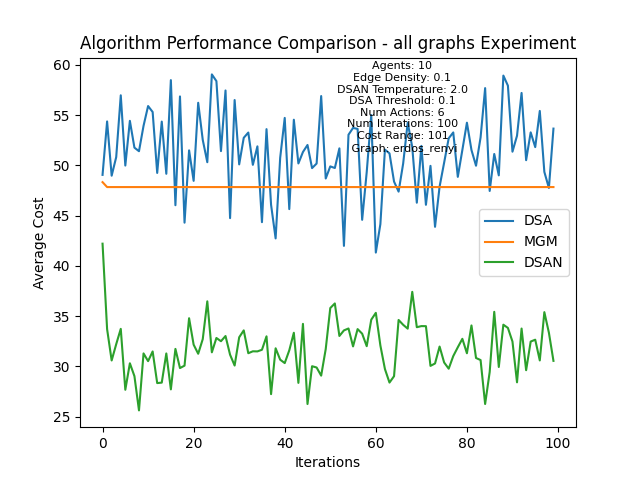 Algorithm Performance Comparison - all graphs Experiment
Agents: 10
Edge Density: 0.1
DSAN Temperature: 2.0
DSA Threshold: 0.1
Num Actions: 6
Num Iterations: 100
Cost Range: 101
Graph: erdos_renyi
60
55
50
45
40
35
30
25
Average Cost
DSA
MGM
DSAN
0
20
40
60
80
100
Iterations